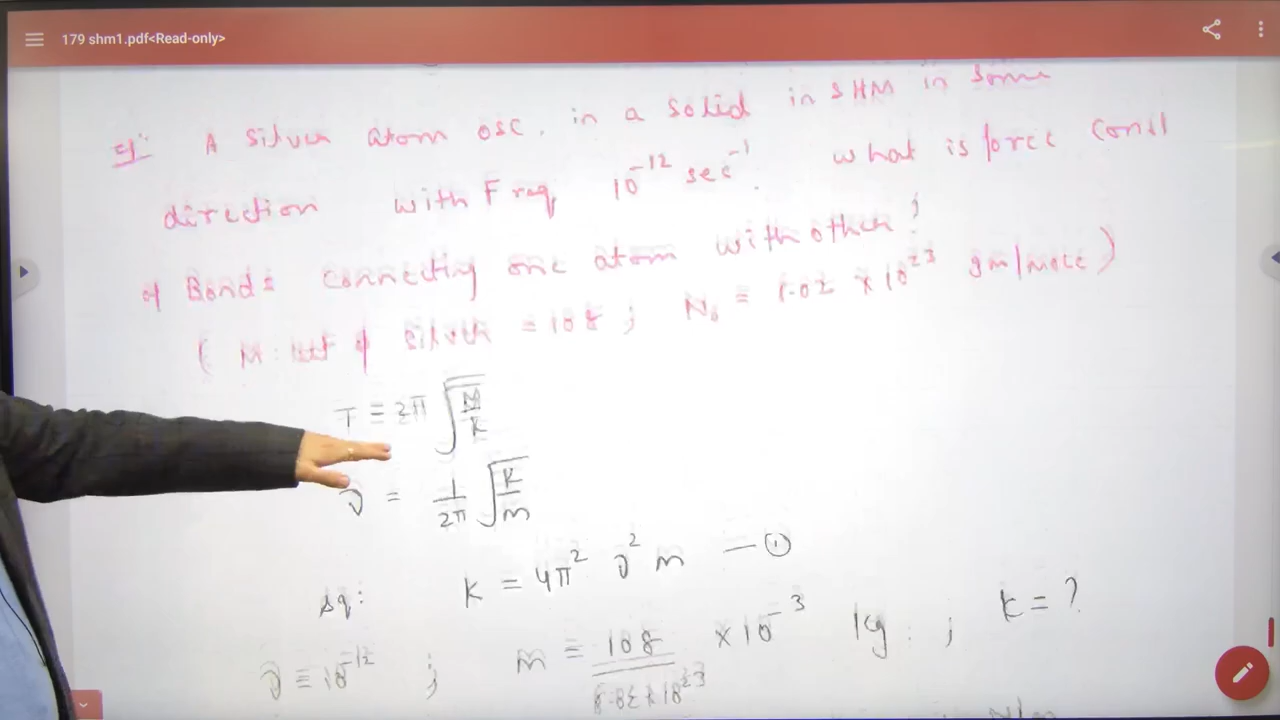 179 shm1.pdf<Read-only>
eg: A silver atom osc. in a solid in SHM in some
direction with Freq 10^-12 sec^-1. what is force const
of Bonds connecting one atom with other?
( M. wt of silver = 108 ; N₀ = 6.02 × 10^23 gm/mole )
T = 2π √(M/K)
ν = 1/2π √(K/m)
sq: K = 4π² ν² m — ①
ν = 10^-12 ; m = 108/(6.02×10^23) × 10^-3 kg ; K = ?